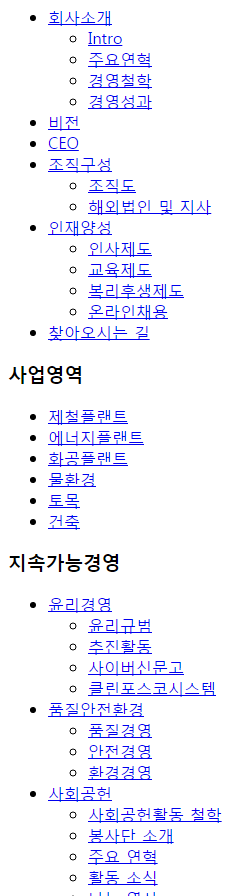 회사소개
Intro
주요연혁
경영철학
경영성과
비전
CEO
조직구성
조직도
해외법인 및 지사
인재양성
인사제도
교육제도
복리후생제도
온라인채용
찾아오시는 길
사업영역
제철플랜트
에너지플랜트
화공플랜트
물환경
토목
건축
지속가능경영
윤리경영
윤리규범
추진활동
사이버신문고
클린포스코시스템
품질안전환경
품질경영
안전경영
환경경영
사회공헌
사회공헌활동 철학
봉사단 소개
주요 연혁
활동 소식